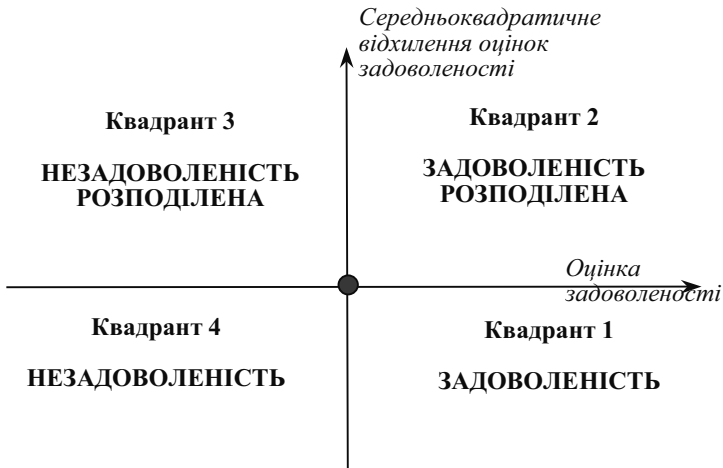 Середньоквадратичне
відхилення оцінок
задоволеності
Квадрант 3
НЕЗАДОВОЛЕНІСТЬ
РОЗПОДІЛЕНА
Квадрант 2
ЗАДОВОЛЕНІСТЬ
РОЗПОДІЛЕНА
Оцінка
задоволеності
Квадрант 4
НЕЗАДОВОЛЕНІСТЬ
Квадрант 1
ЗАДОВОЛЕНІСТЬ